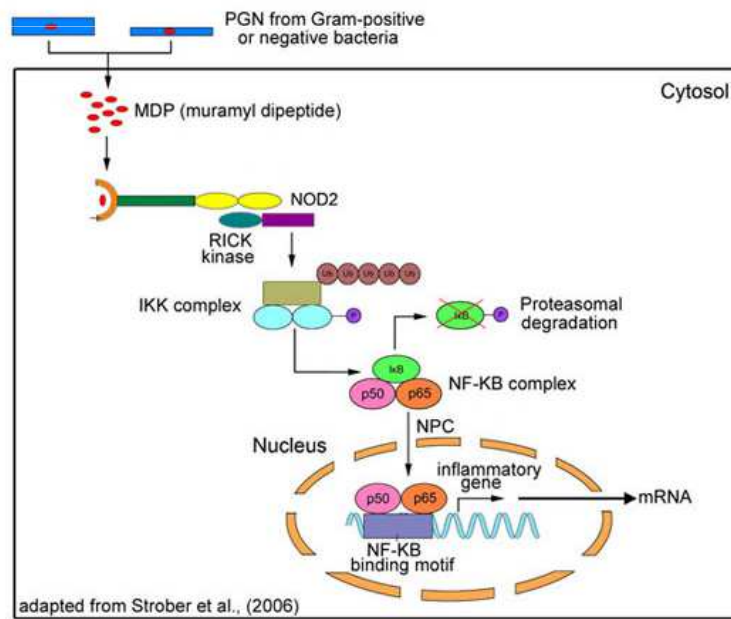 PGN from Gram-positive
or negative bacteria
Cytosol
MDP (muramyl dipeptide)
NOD2
RICK
kinase
Ub Ub Ub Ub Ub
IKK complex
P
IκB
P
Proteasomal
degradation
IκB
p50 p65
NF-KB complex
NPC
Nucleus
inflammatory
gene
p50 p65
mRNA
NF-KB
binding motif
adapted from Strober et al., (2006)